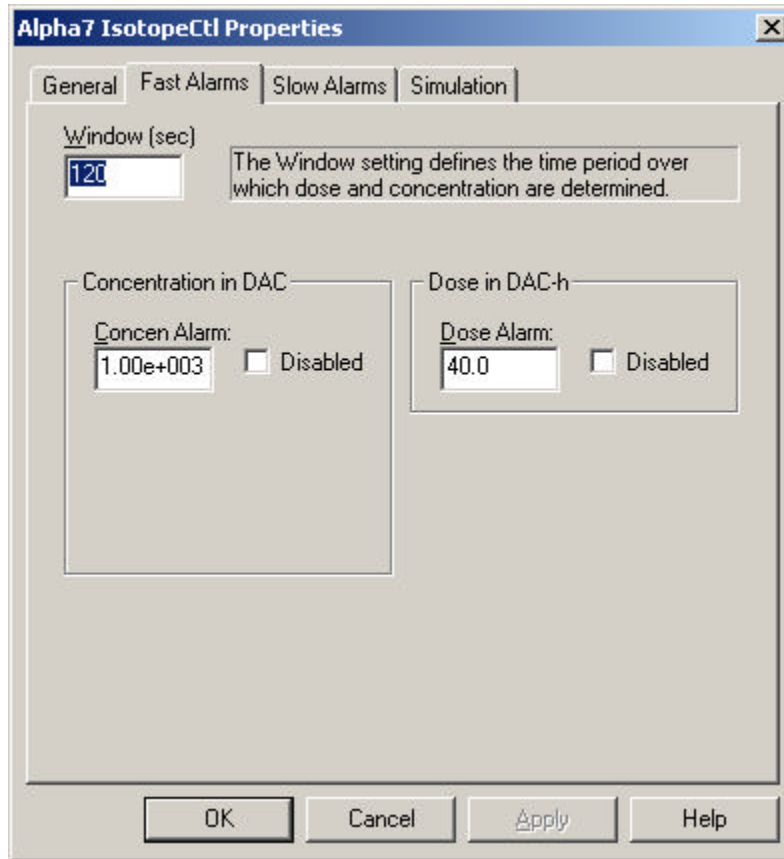 Alpha7 IsotopeCtl Properties
General Fast Alarms Slow Alarms Simulation
Window (sec)
120
The Window setting defines the time period over
which dose and concentration are determined.
Concentration in DAC
Concen Alarm:
1.00e+003 Disabled
Dose in DAC-h
Dose Alarm:
40.0 Disabled
OK Cancel Apply Help